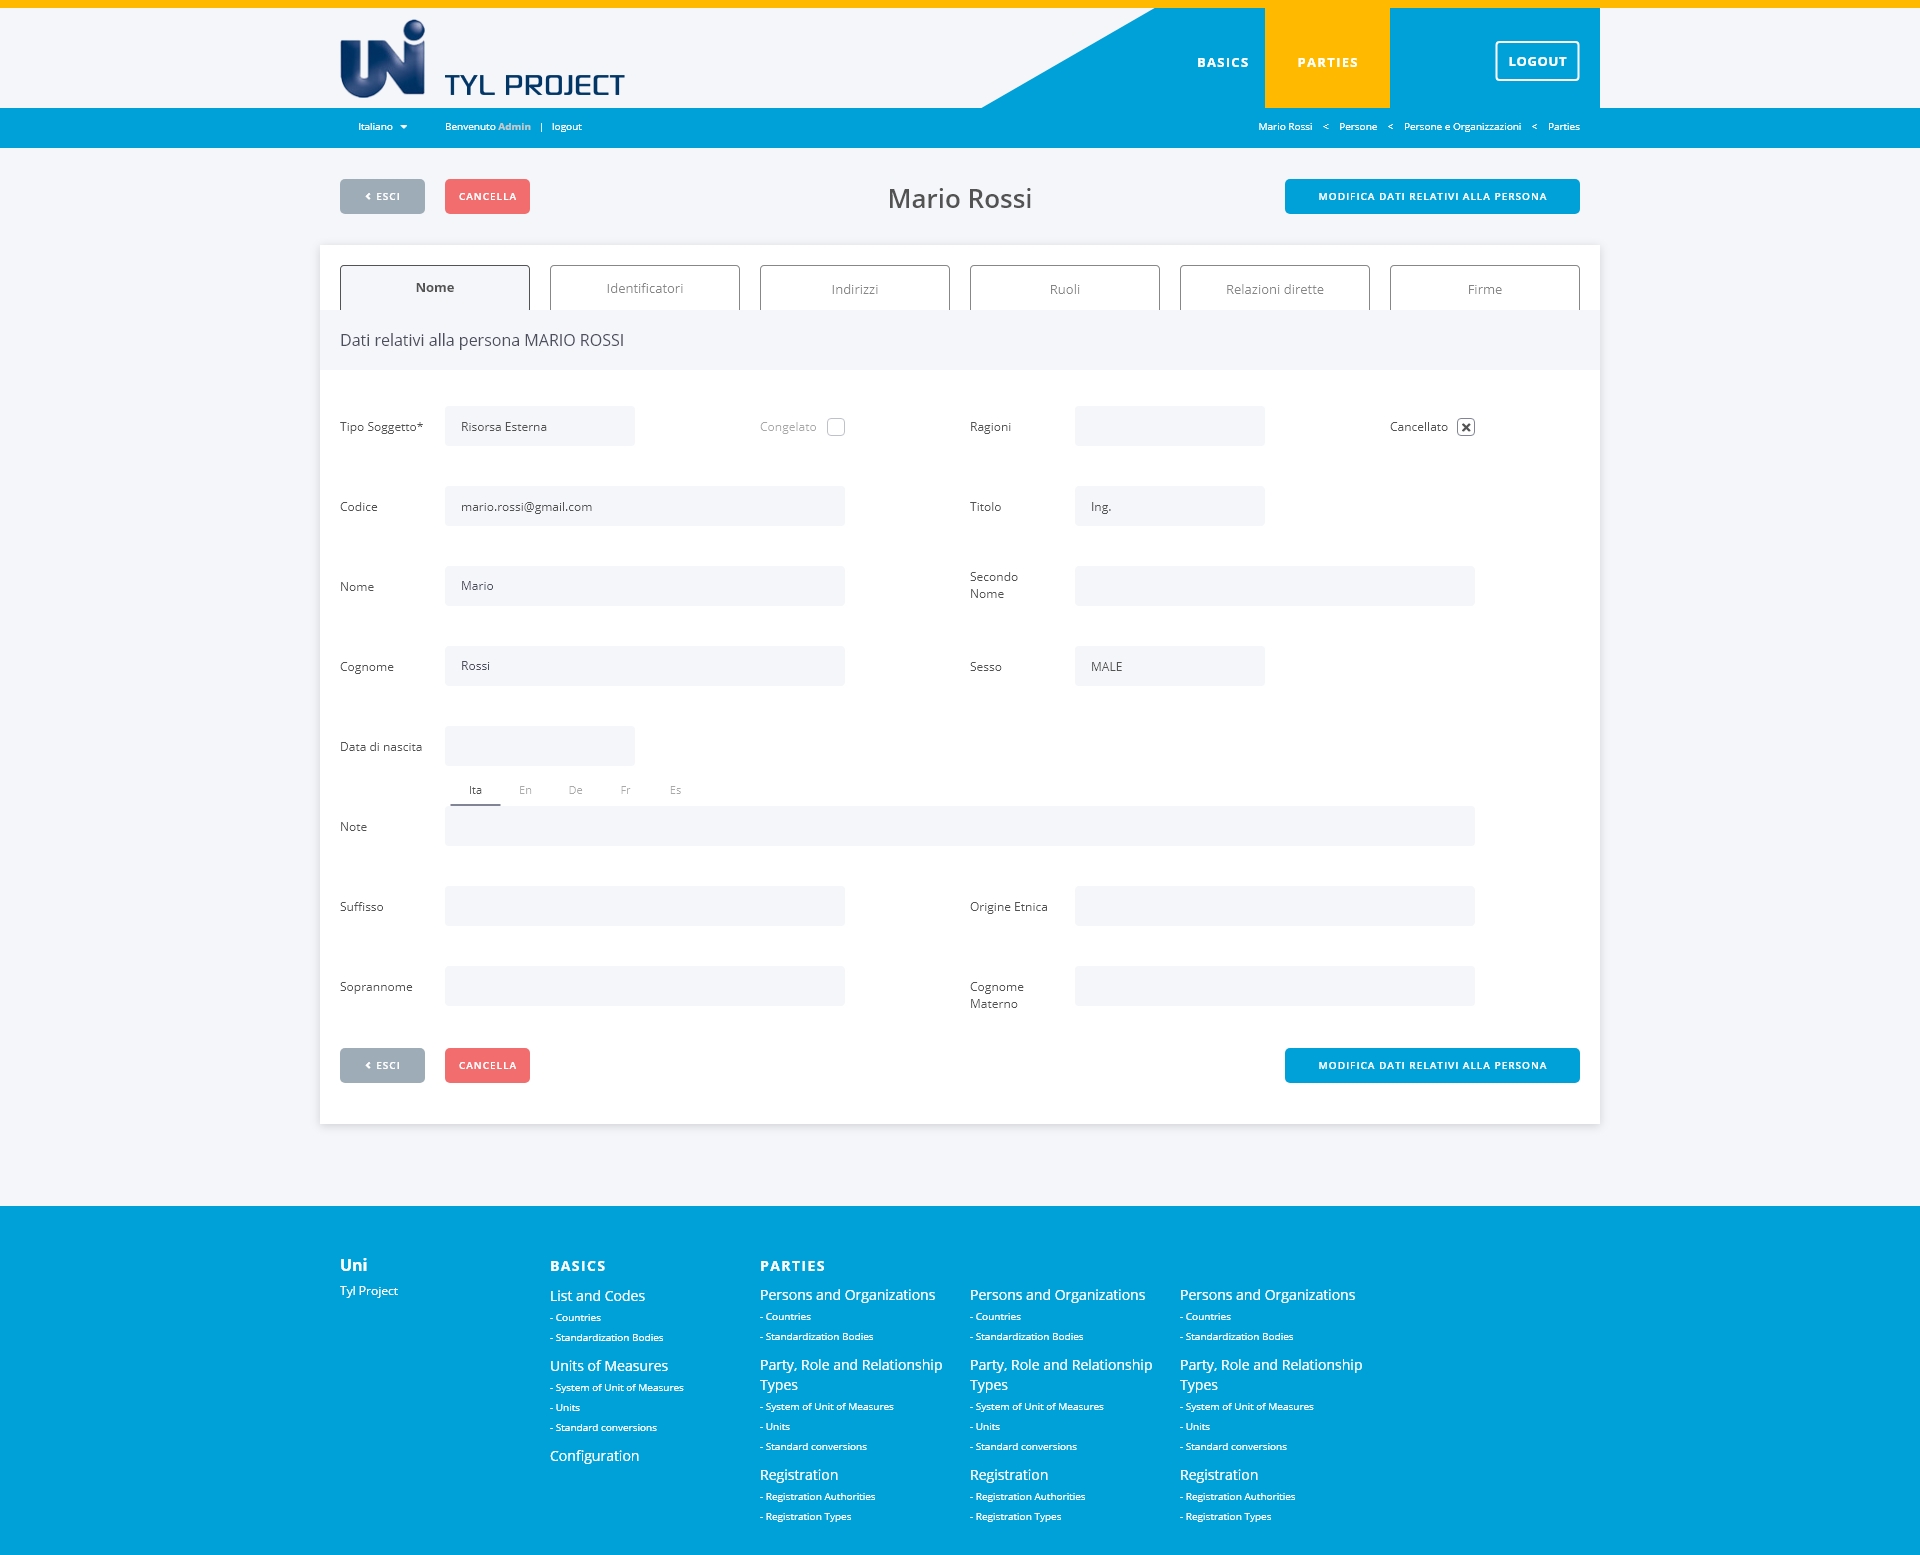 UNi TYL PROJECT
BASICS
PARTIES
LOGOUT
Italiano
Benvenuto Admin | logout
Mario Rossi < Persone < Persone e Organizzazioni < Parties
< ESCI
CANCELLA
Mario Rossi
MODIFICA DATI RELATIVI ALLA PERSONA
Nome
Identificatori
Indirizzi
Ruoli
Relazioni dirette
Firme
Dati relativi alla persona MARIO ROSSI
Tipo Soggetto*
Risorsa Esterna
Congelato
Ragioni
Cancellato
Codice
mario.rossi@gmail.com
Titolo
Ing.
Nome
Mario
Secondo
Nome
Cognome
Rossi
Sesso
MALE
Data di nascita
Ita
En
De
Fr
Es
Note
Suffisso
Origine Etnica
Soprannome
Cognome
Materno
< ESCI
CANCELLA
MODIFICA DATI RELATIVI ALLA PERSONA
Uni
Tyl Project
BASICS
List and Codes
- Countries
- Standardization Bodies
Units of Measures
- System of Unit of Measures
- Units
- Standard conversions
Configuration
PARTIES
Persons and Organizations
- Countries
- Standardization Bodies
Party, Role and Relationship
Types
- System of Unit of Measures
- Units
- Standard conversions
Registration
- Registration Authorities
- Registration Types
Persons and Organizations
- Countries
- Standardization Bodies
Party, Role and Relationship
Types
- System of Unit of Measures
- Units
- Standard conversions
Registration
- Registration Authorities
- Registration Types
Persons and Organizations
- Countries
- Standardization Bodies
Party, Role and Relationship
Types
- System of Unit of Measures
- Units
- Standard conversions
Registration
- Registration Authorities
- Registration Types